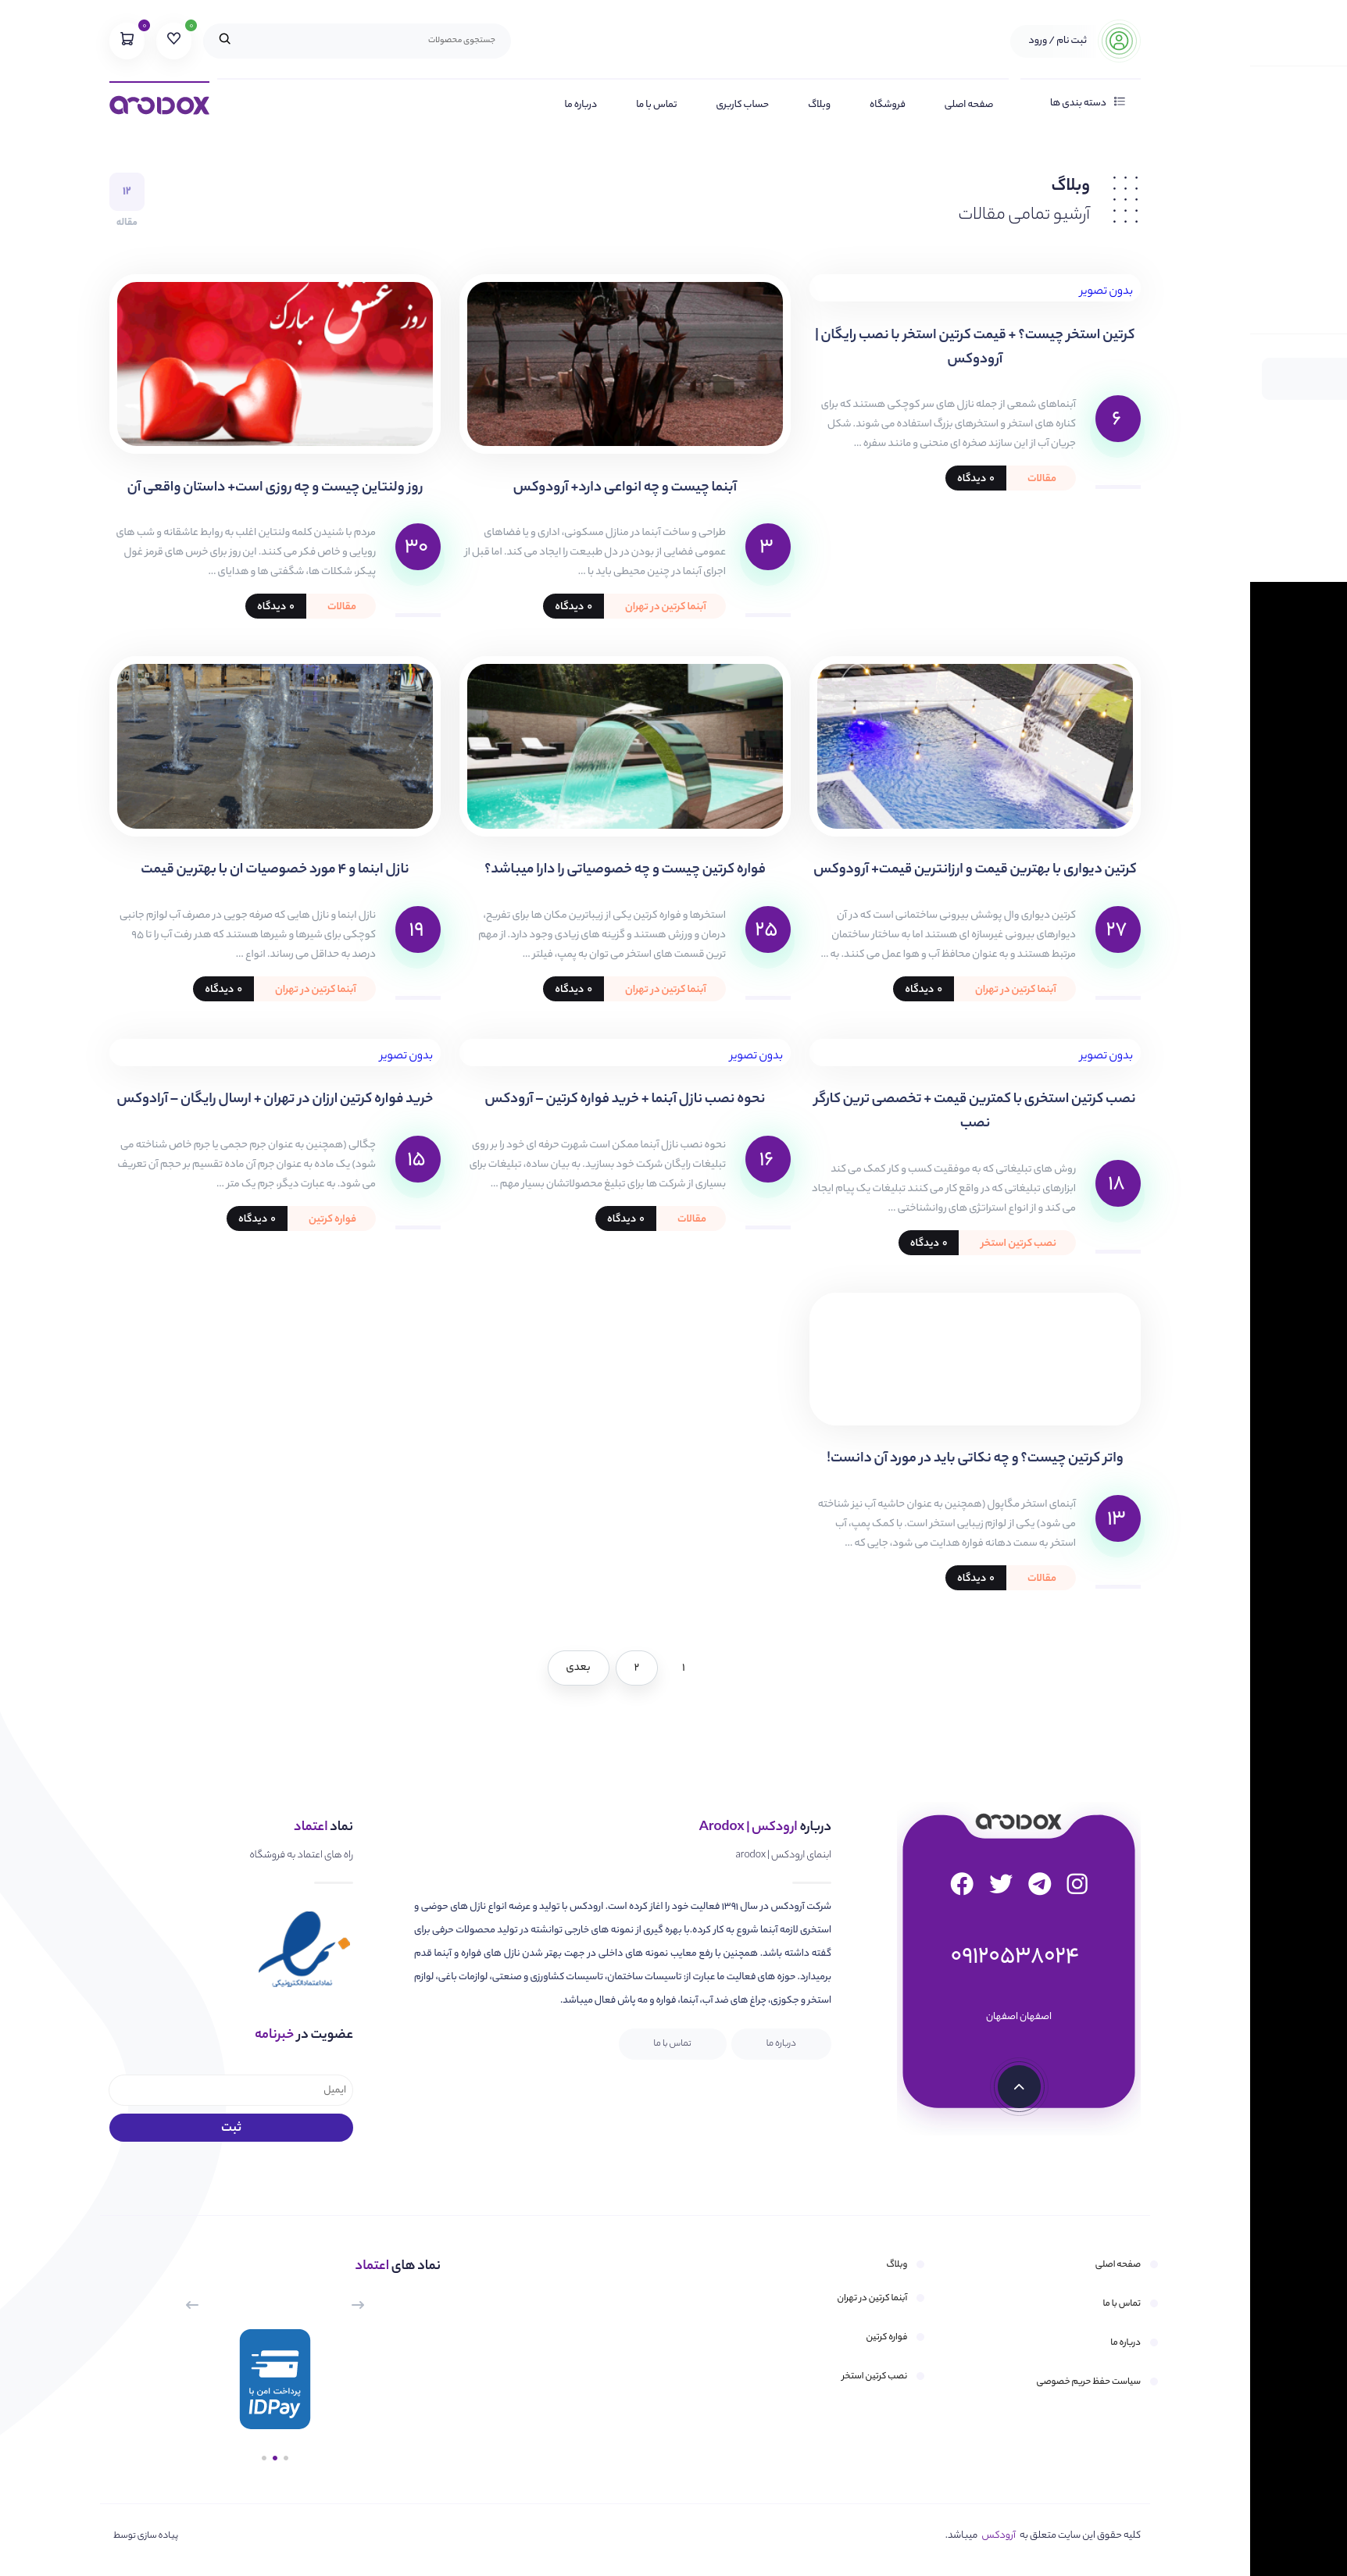 ثبت نام / ورود
جستجوی محصولات
۰
۰
دسته بندی ها
صفحه اصلی
فروشگاه
وبلاگ
حساب کاربری
تماس با ما
درباره ما
arodox
وبلاگ
آرشیو تمامی مقالات
۱۲
مقاله
بدون تصویر
کرتین استخر چیست؟ + قیمت کرتین استخر با نصب رایگان |
آرودوکس
۶
آبنماهای شمعی از جمله نازل های سر کوچکی هستند که برای
کناره های استخر و استخرهای بزرگ استفاده می شوند. شکل
جریان آب از این سازند صخره ای منحنی و مانند سفره ...
مقالات
۰ دیدگاه
آبنما چیست و چه انواعی دارد+ آرودوکس
۳
طراحی و ساخت آبنما در منازل مسکونی، اداری و یا فضاهای
عمومی فضایی از بودن در دل طبیعت را ایجاد می کند. اما قبل از
اجرای آبنما در چنین محیطی باید با ...
آبنما کرتین در تهران
۰ دیدگاه
روز عشق مبارک
روز ولنتاین چیست و چه روزی است+ داستان واقعی آن
۳۰
مردم با شنیدن کلمه ولنتاین اغلب به روابط عاشقانه و شب های
رویایی و خاص فکر می کنند. این روز برای خرس های قرمز غول
پیکر، شکلات ها، شگفتی ها و هدایای ...
مقالات
۰ دیدگاه
کرتین دیواری با بهترین قیمت و ارزانترین قیمت+ آرودوکس
۲۷
کرتین دیواری وال پوشش بیرونی ساختمانی است که در آن
دیوارهای بیرونی غیرسازه ای هستند اما به ساختار ساختمان
مرتبط هستند و به عنوان محافظ آب و هوا عمل می کنند. به ...
آبنما کرتین در تهران
۰ دیدگاه
فواره کرتین چیست و چه خصوصیاتی را دارا میباشد؟
۲۵
استخرها و فواره کرتین یکی از زیباترین مکان ها برای تفریح،
درمان و ورزش هستند و گزینه های زیادی وجود دارد. از مهم
ترین قسمت های استخر می توان به پمپ، فیلتر ...
آبنما کرتین در تهران
۰ دیدگاه
نازل ابنما و ۴ مورد خصوصیات ان با بهترین قیمت
۱۹
نازل ابنما و نازل هایی که صرفه جویی در مصرف آب لوازم جانبی
کوچکی برای شیرها و شیرها هستند که هدر رفت آب را تا ۹۵
درصد به حداقل می رساند. انواع ...
آبنما کرتین در تهران
۰ دیدگاه
بدون تصویر
نصب کرتین استخری با کمترین قیمت + تخصصی ترین کارگر
نصب
۱۸
روش های تبلیغاتی که به موفقیت کسب و کار کمک می کند
ابزارهای تبلیغاتی که در واقع کار می کنند تبلیغات یک پیام ایجاد
می کند و از انواع استراتژی های روانشناختی ...
نصب کرتین استخر
۰ دیدگاه
بدون تصویر
نحوه نصب نازل آبنما + خرید فواره کرتین – آرودکس
۱۶
نحوه نصب نازل آبنما ممکن است شهرت حرفه ای خود را بر روی
تبلیغات رایگان شرکت خود بسازید. به بیان ساده، تبلیغات برای
بسیاری از شرکت ها برای تبلیغ محصولاتشان بسیار مهم ...
مقالات
۰ دیدگاه
بدون تصویر
خرید فواره کرتین ارزان در تهران + ارسال رایگان – آرادوکس
۱۵
چگالی (همچنین به عنوان جرم حجمی یا جرم خاص شناخته می
شود) یک ماده به عنوان جرم آن ماده تقسیم بر حجم آن تعریف
می شود. به عبارت دیگر، جرم یک متر ...
فواره کرتین
۰ دیدگاه
واتر کرتین چیست؟ و چه نکاتی باید در مورد آن دانست!
۱۳
آبنمای استخر مگاپول (همچنین به عنوان حاشیه آب نیز شناخته
می شود) یکی از لوازم زیبایی استخر است. با کمک پمپ، آب
استخر به سمت دهانه فواره هدایت می شود، جایی که ...
مقالات
۰ دیدگاه
۱
۲
بعدی
arodox
۰۹۱۲۰۵۳۸۰۲۴
اصفهان اصفهان
درباره ارودکس | Arodox
ابنمای ارودکس | arodox
شرکت آرودکس در سال ۱۳۹۱ فعالیت خود را اغاز کرده است. ارودکس با تولید و عرضه انواع نازل های حوضی و
استخری لازمه آبنما شروع به کار کرده.با بهره گیری از نمونه های خارجی توانشته در تولید محصولات حرفی برای
گفته داشته باشد. همچنین با رفع معایب نمونه های داخلی در جهت بهتر شدن نازل های فواره و آبنما قدم
برمیدارد. حوزه های فعالیت ما عبارت از: تاسیسات ساختمان، تاسیسات کشاورزی و صنعتی، لوازمات باغی، لوازم
استخر و جکوزی، چراغ های ضد آب، آبنما، فواره و مه پاش فعال میباشد.
درباره ما
تماس با ما
نماد اعتماد
راه های اعتماد به فروشگاه
نماد اعتماد الکترونیکی
عضویت در خبرنامه
ایمیل
ثبت
صفحه اصلی
تماس با ما
درباره ما
سیاست حفظ حریم خصوصی
وبلاگ
آبنما کرتین در تهران
فواره کرتین
نصب کرتین استخر
نماد های اعتماد
پرداخت امن با
IDPay
کلیه حقوق این سایت متعلق به آرودکس میباشد.
پیاده سازی توسط